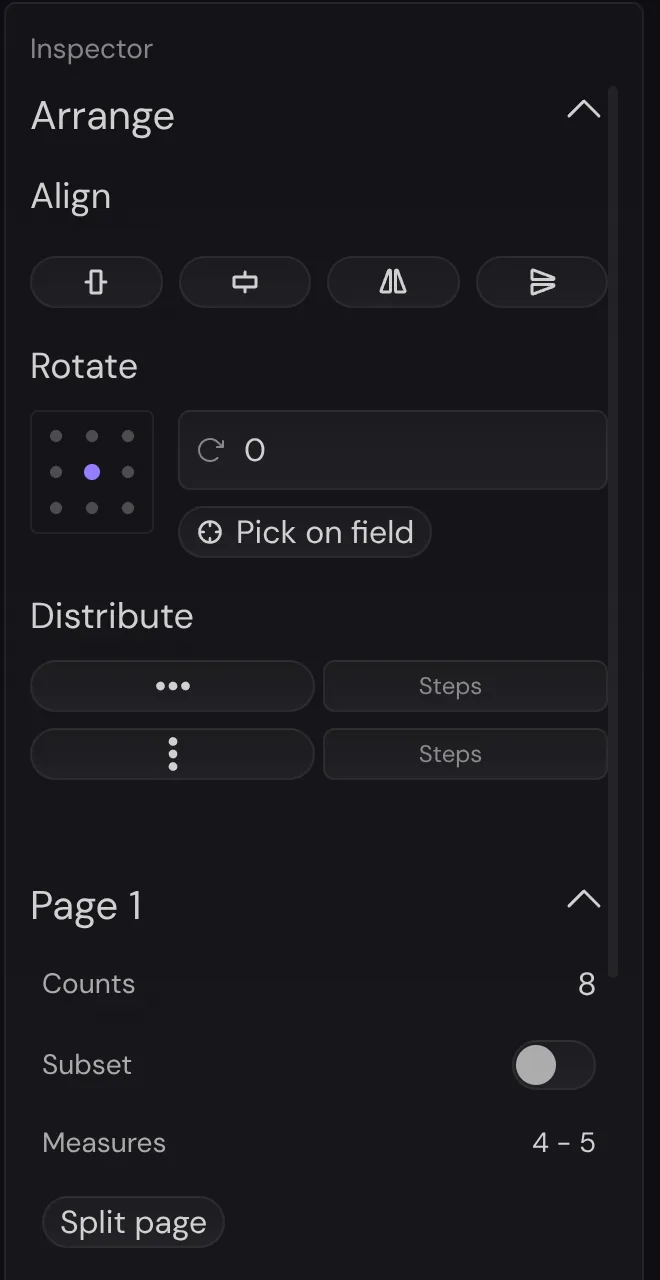 Inspector
Arrange
Align
Rotate
0
Pick on field
Distribute
Steps
Steps
Page 1
Counts 8
Subset
Measures 4 - 5
Split page